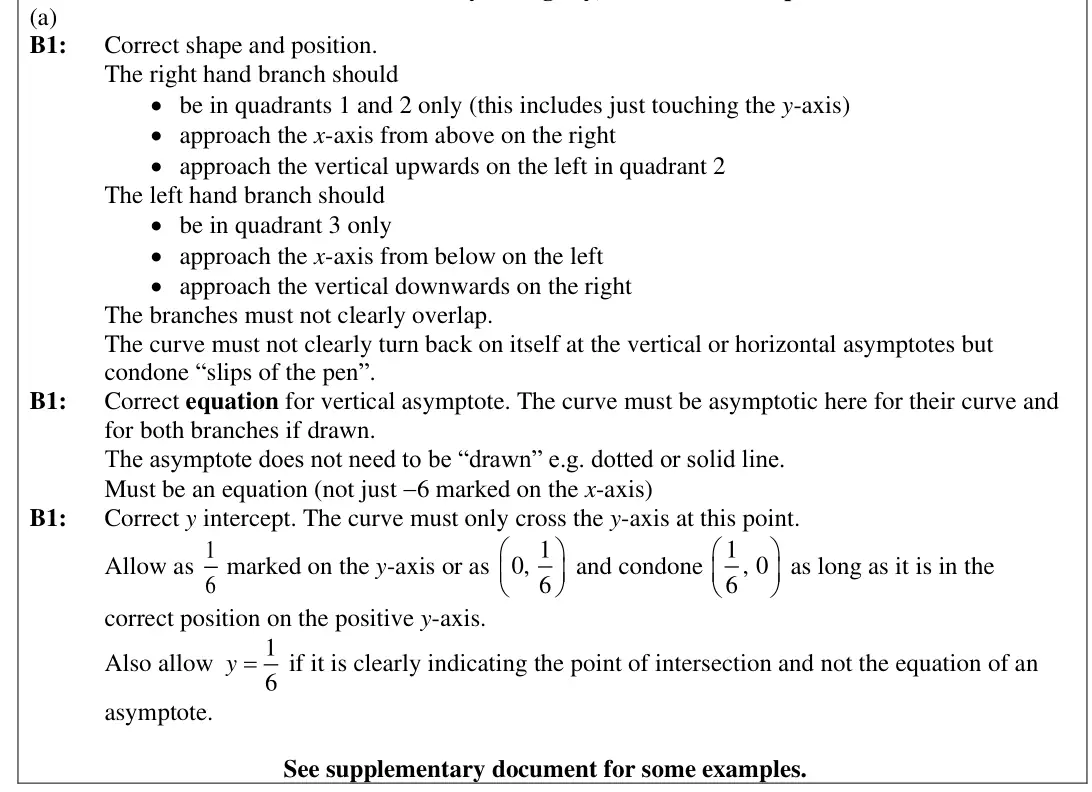 (a)
B1: Correct shape and position.
The right hand branch should
• be in quadrants 1 and 2 only (this includes just touching the y-axis)
• approach the x-axis from above on the right
• approach the vertical upwards on the left in quadrant 2
The left hand branch should
• be in quadrant 3 only
• approach the x-axis from below on the left
• approach the vertical downwards on the right
The branches must not clearly overlap.
The curve must not clearly turn back on itself at the vertical or horizontal asymptotes but
condone “slips of the pen”.
B1: Correct equation for vertical asymptote. The curve must be asymptotic here for their curve and
for both branches if drawn.
The asymptote does not need to be “drawn” e.g. dotted or solid line.
Must be an equation (not just −6 marked on the x-axis)
B1: Correct y intercept. The curve must only cross the y-axis at this point.
Allow as 1/6 marked on the y-axis or as (0, 1/6) and condone (1/6, 0) as long as it is in the
correct position on the positive y-axis.
Also allow y = 1/6 if it is clearly indicating the point of intersection and not the equation of an
asymptote.
See supplementary document for some examples.